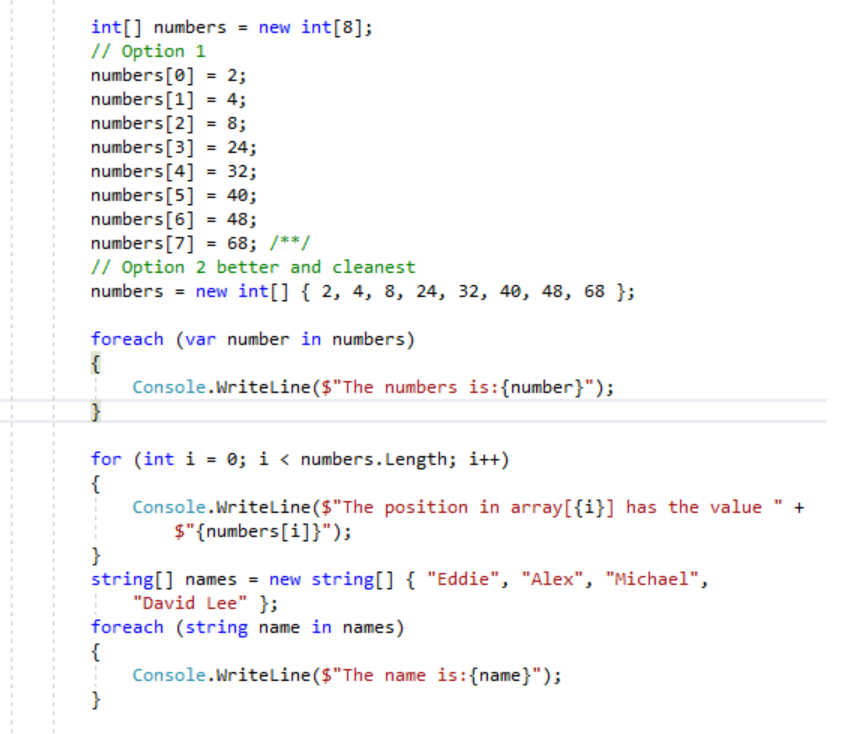 int[] numbers = new int[8];
// Option 1
numbers[0] = 2;
numbers[1] = 4;
numbers[2] = 8;
numbers[3] = 24;
numbers[4] = 32;
numbers[5] = 40;
numbers[6] = 48;
numbers[7] = 68; /**/
// Option 2 better and cleanest
numbers = new int[] { 2, 4, 8, 24, 32, 40, 48, 68 };
foreach (var number in numbers)
{
Console.WriteLine($"The numbers is:{number}");
}
for (int i = 0; i < numbers.Length; i++)
{
Console.WriteLine($"The position in array[{i}] has the value " +
$"{numbers[i]}");
}
string[] names = new string[] { "Eddie", "Alex", "Michael",
"David Lee" };
foreach (string name in names)
{
Console.WriteLine($"The name is:{name}");
}